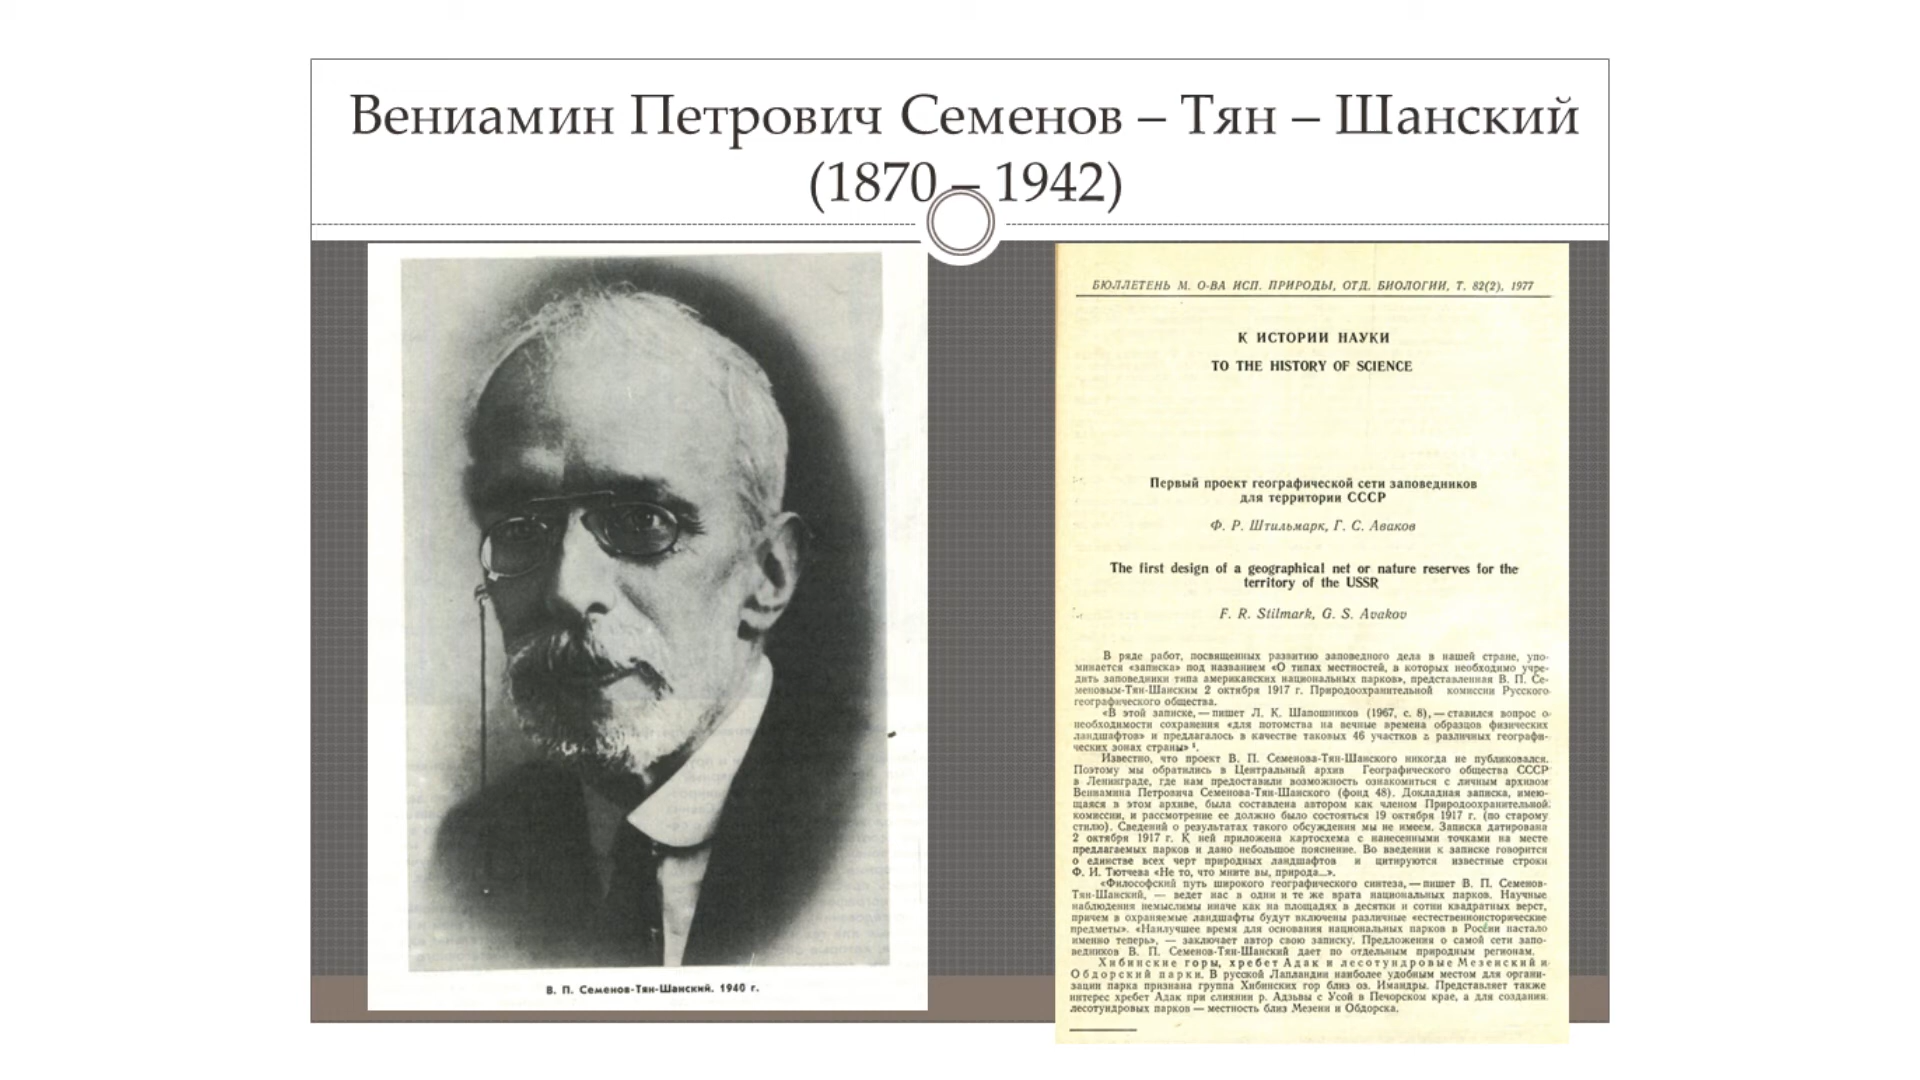 Вениамин Петрович Семенов – Тян – Шанский
(1870 – 1942)
В. П. Семенов-Тян-Шанский. 1940 г.
БЮЛЛЕТЕНЬ М. О-ВА ИСП. ПРИРОДЫ, ОТД. БИОЛОГИИ, Т. 82(2), 1977
К ИСТОРИИ НАУКИ
TO THE HISTORY OF SCIENCE
Первый проект географической сети заповедников
для территории СССР
Ф. Р. Штильмарк, Г. С. Аваков
The first design of a geographical net or nature reserves for the
territory of the USSR
F. R. Stilmark, G. S. Avakov
В ряде работ, посвященных развитию заповедного дела в нашей стране, упо-
минается «записка» под названием «О типах местностей, в которых необходимо учре-
дить заповедники типа американских национальных парков», представленная В. П. Се-
меновым-Тян-Шанским 2 октября 1917 г. Природоохранительной комиссии Русского
географического общества.
«В этой записке, — пишет Л. К. Шапошников (1967, с. 8), — ставился вопрос о
необходимости сохранения «для потомства на вечные времена образцов физических
ландшафтов» и предлагалось в качестве таковых 46 участков в различных географи-
ческих зонах страны» ¹.
Известно, что проект В. П. Семенова-Тян-Шанского никогда не публиковался.
Поэтому мы обратились в Центральный архив Географического общества СССР
в Ленинграде, где нам предоставили возможность ознакомиться с личным архивом
Вениамина Петровича Семенова-Тян-Шанского (фонд 48). Докладная записка, имею-
щаяся в этом архиве, была составлена автором как членом Природоохранительной
комиссии, и рассмотрение ее должно было состояться 19 октября 1917 г. (по старому
стилю). Сведений о результатах такого обсуждения мы не имеем. Записка датирована
2 октября 1917 г. К ней приложена картосхема с нанесенными точками на месте
предлагаемых парков и дано небольшое пояснение. Во введении к записке говорится
о единстве всех черт природных ландшафтов и цитируются известные строки
Ф. И. Тютчева «Не то, что мните вы, природа...».
«Философский путь широкого географического синтеза, — пишет В. П. Семенов-
Тян-Шанский, — ведет нас в одни и те же врата национальных парков. Научные
наблюдения немыслимы иначе как на площадях в десятки и сотни квадратных верст,
причем в охраняемые ландшафты будут включены различные «естественноисторические
предметы». «Наилучшее время для основания национальных парков в России настало
именно теперь», — заключает автор свою записку. Предложения о самой сети запо-
ведников В. П. Семенов-Тян-Шанский дает по отдельным природным регионам.
Хибинские горы, хребет Адак и лесотундровые Мезенский и
Обдорский парки. В русской Лапландии наиболее удобным местом для органи-
зации парка признана группа Хибинских гор близ оз. Имандры. Представляет также
интерес хребет Адак при слиянии р. Адзьвы с Усой в Печорском крае, а для создания
лесотундровых парков — местность близ Мезени и Обдорска.